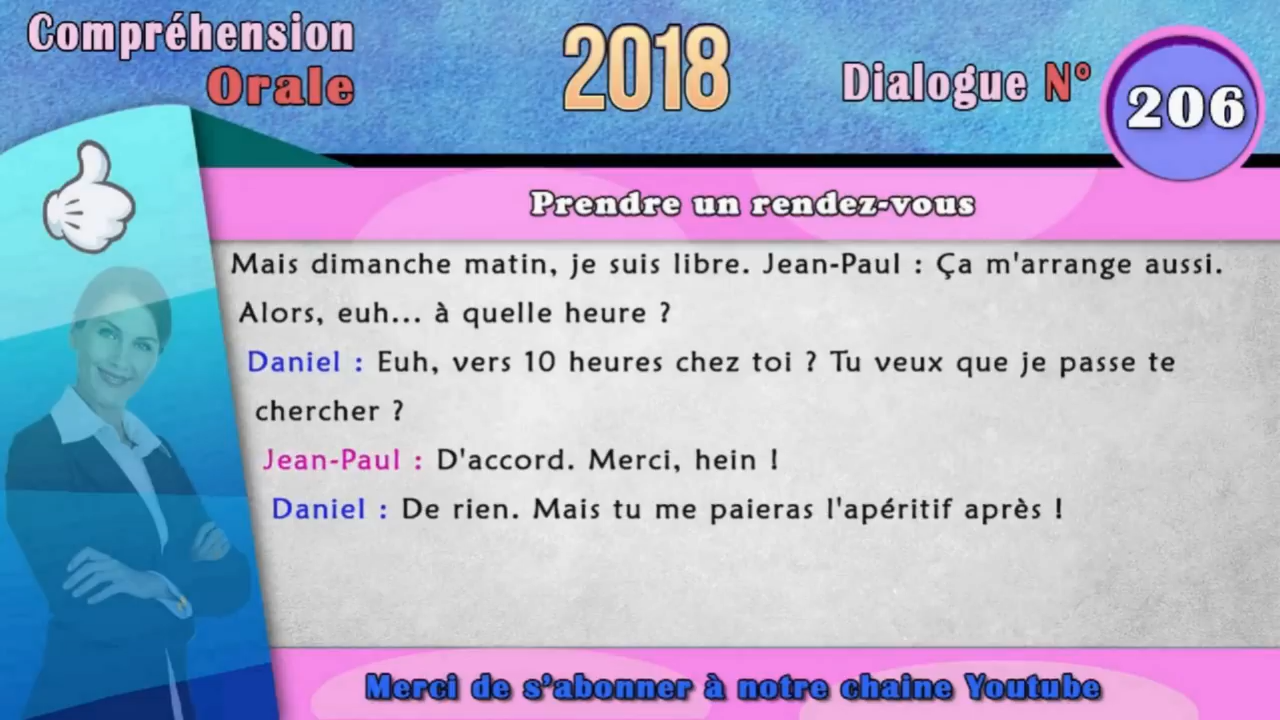 Compréhension
Orale
2018
Dialogue N°
206
Prendre un rendez-vous
Mais dimanche matin, je suis libre. Jean-Paul : Ça m'arrange aussi.
Alors, euh... à quelle heure ?
Daniel : Euh, vers 10 heures chez toi ? Tu veux que je passe te
chercher ?
Jean-Paul : D'accord. Merci, hein !
Daniel : De rien. Mais tu me paieras l'apéritif après !
Merci de s'abonner à notre chaine Youtube